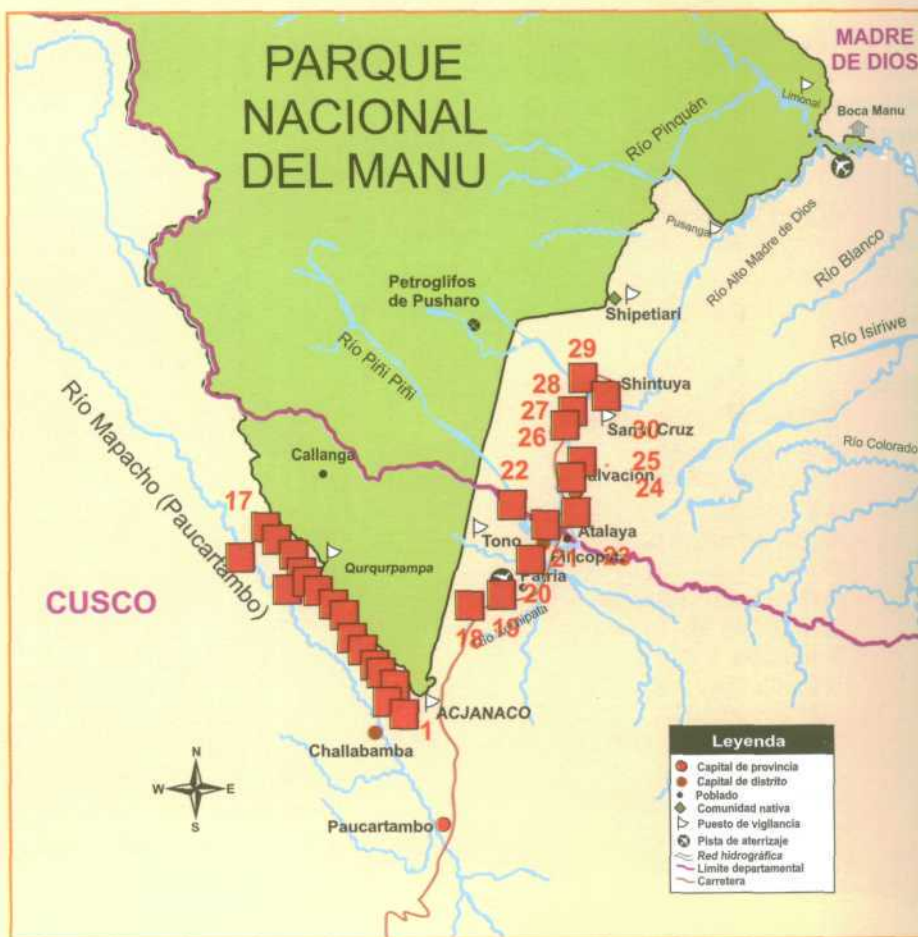 PARQUE
NACIONAL
DEL MANU
MADRE
DE DIOS
Limonal
Boca Manu
Río Pinquén
Pusanga
Río Alto Madre de Dios
Río Blanco
Shipetiari
Petroglifos
de Pusharo
Río Isiriwe
Río Piñi Piñi
29
28
Shintuya
27
26
30
Río Mapacho (Paucartambo)
Callanga
22
25
24
Río Colorado
17
Tono
Atalaya
21
23
Qurqurpampa
Patria
20
19
18
CUSCO
ACJANACO
1
Challabamba
Paucartambo
N
W
E
S
Leyenda
Capital de provincia
Capital de distrito
Poblado
Comunidad nativa
Puesto de vigilancia
Pista de aterrizaje
Red hidrográfica
Límite departamental
Carretera